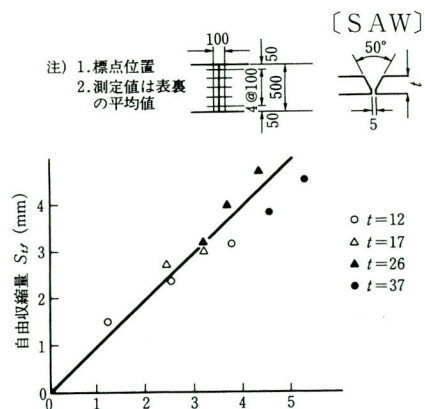 〔SAW〕
100
50
500
50
4@100
50°
t
5
注) 1.標点位置
2.測定値は表裏
の平均値
自由収縮量 Stf (mm)
4
3
2
1
0
0 1 2 3 4 5
○ t=12
△ t=17
▲ t=26
● t=37